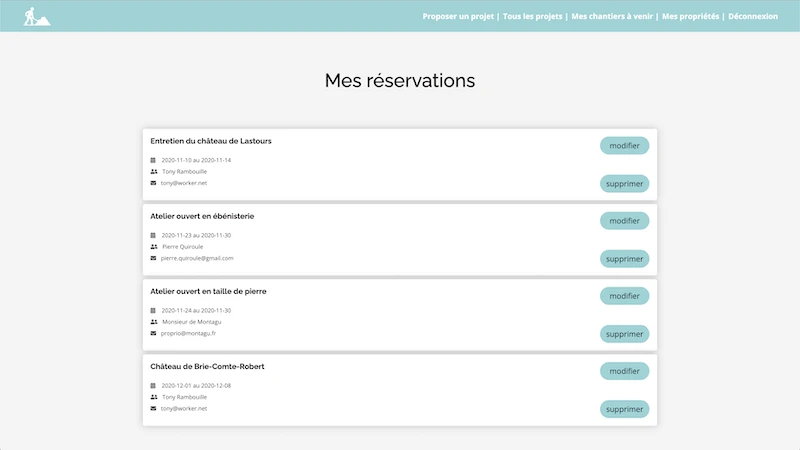 Proposer un projet | Tous les projets | Mes chantiers à venir | Mes propriétés | Déconnexion
Mes réservations
Entretien du château de Lastours
modifier
2020-11-10 au 2020-11-14
Tony Rambouille
tony@worker.net
supprimer
Atelier ouvert en ébénisterie
modifier
2020-11-23 au 2020-11-30
Pierre Quiroule
pierre.quiroule@gmail.com
supprimer
Atelier ouvert en taille de pierre
modifier
2020-11-24 au 2020-11-30
Monsieur de Montagu
proprio@montagu.fr
supprimer
Château de Brie-Comte-Robert
modifier
2020-12-01 au 2020-12-08
Tony Rambouille
tony@worker.net
supprimer